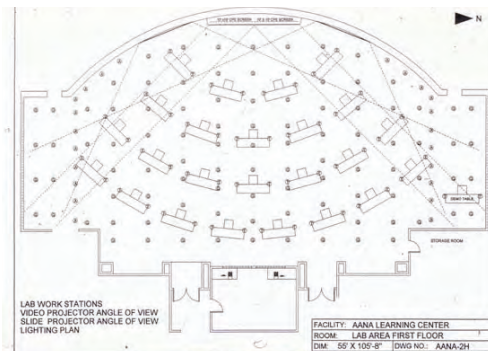 N
DEMO TABLE
STORAGE ROOM
LAB WORK STATIONS
VIDEO PROJECTOR ANGLE OF VIEW
SLIDE PROJECTOR ANGLE OF VIEW
LIGHTING PLAN
FACILITY: AANA LEARNING CENTER
ROOM: LAB AREA FIRST FLOOR
DIM: 55' X 105'-8" DWG NO.: AANA-2H